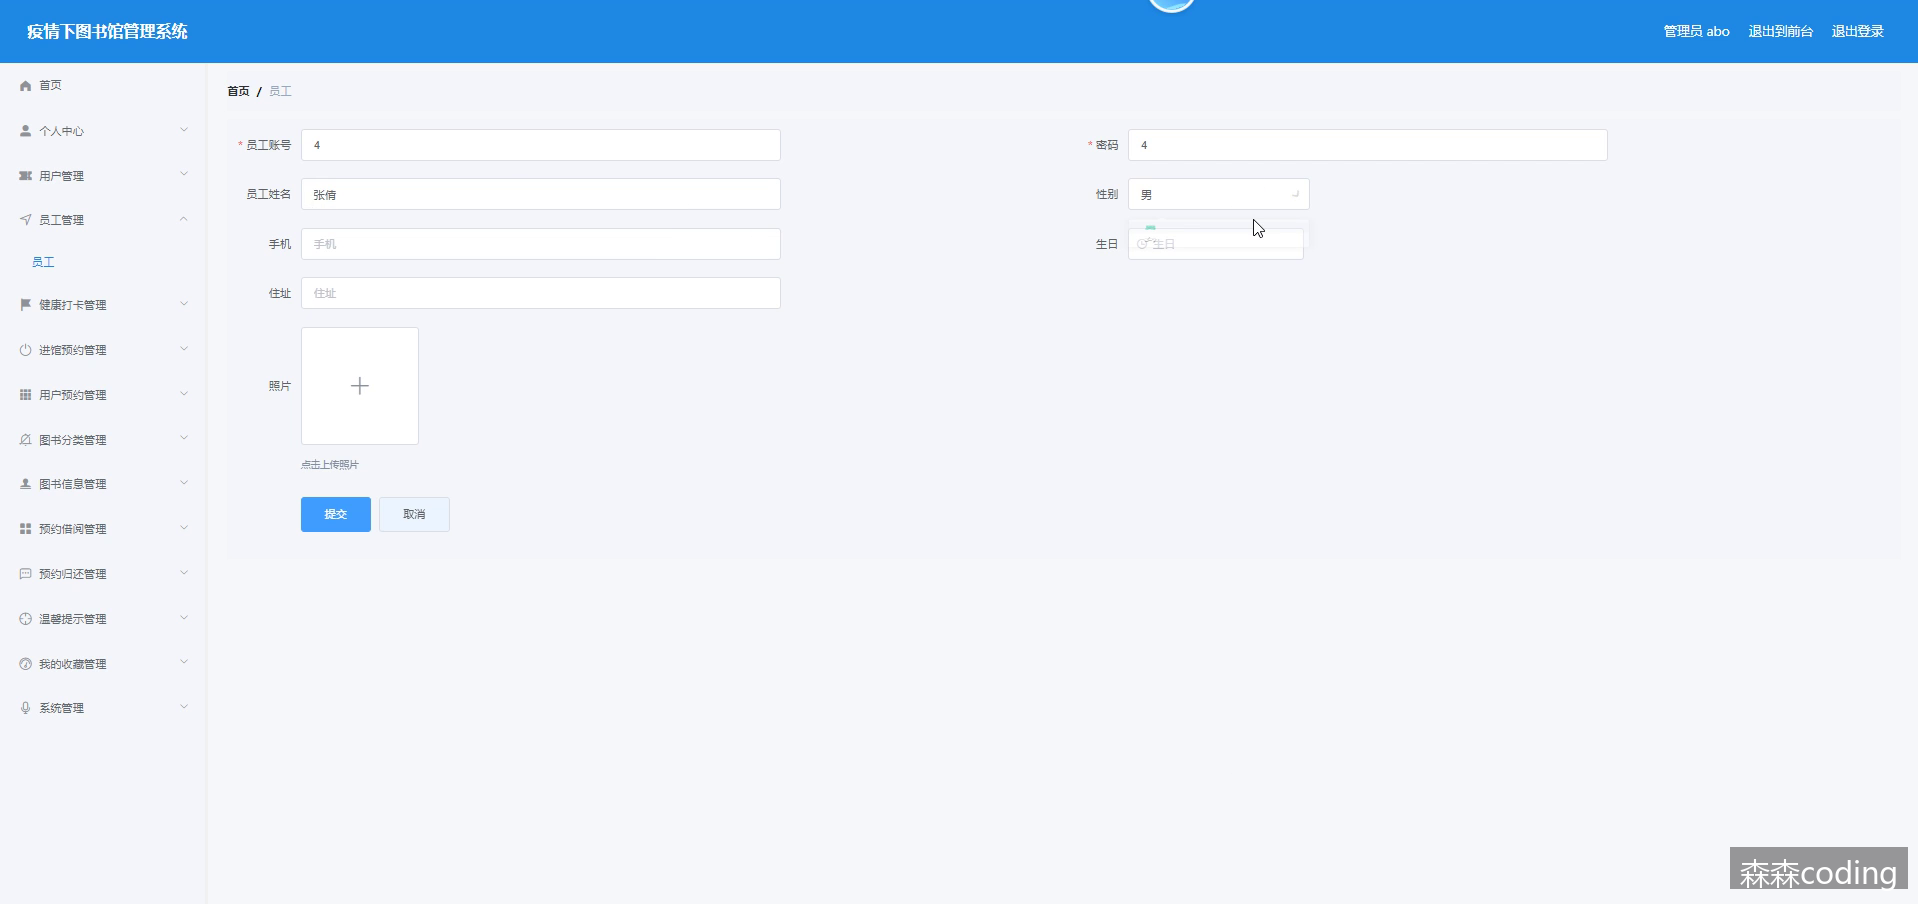 疫情下图书馆管理系统
管理员 abo 退出到前台 退出登录
首页
个人中心
用户管理
员工管理
员工
健康打卡管理
进馆预约管理
用户预约管理
图书分类管理
图书信息管理
预约借阅管理
预约归还管理
温馨提示管理
我的收藏管理
系统管理
首页 / 员工
* 员工账号 4
* 密码 4
员工姓名 张倩
性别 男
手机 手机
生日 生日
住址 住址
照片
点击上传照片
提交 取消
森森coding